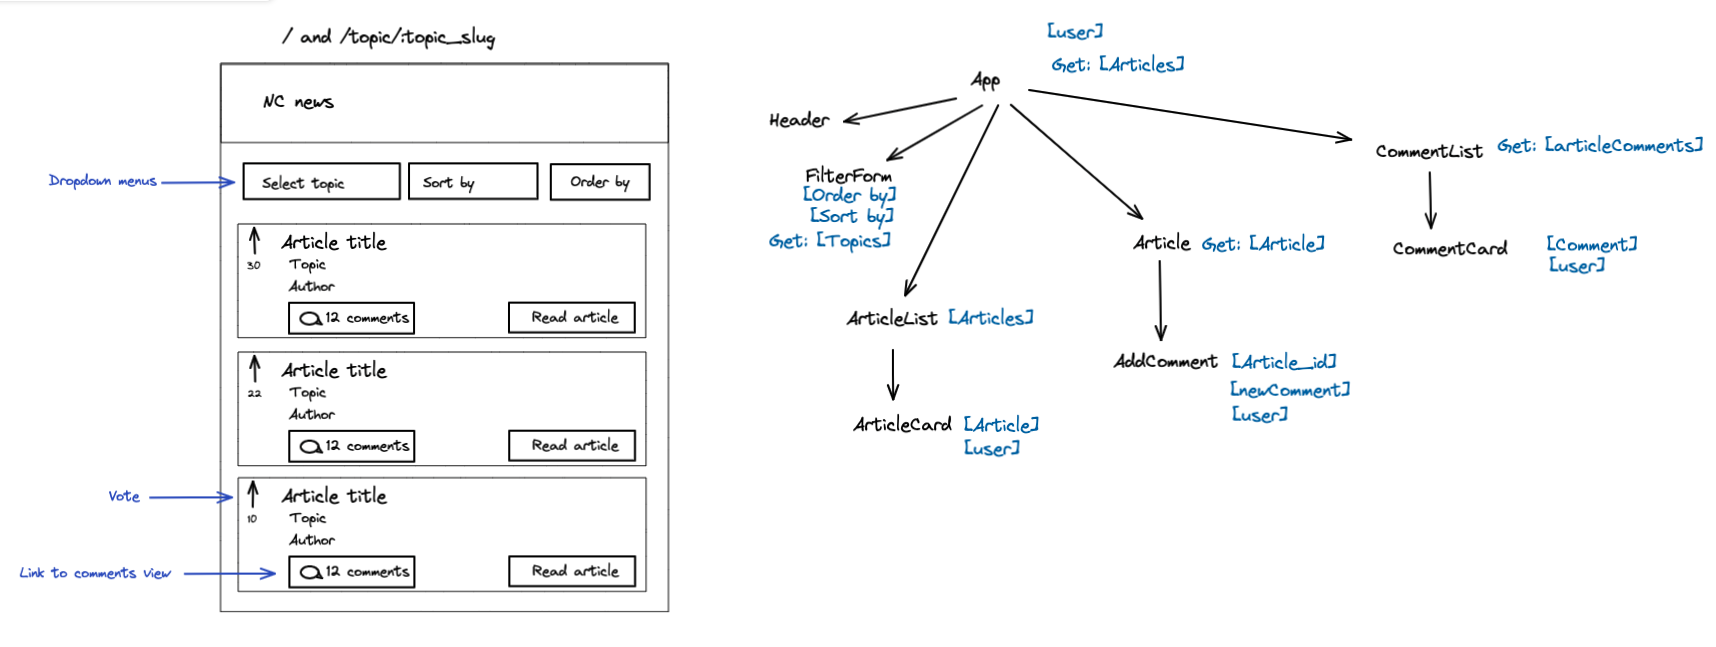 / and /topic/:topic_slug
NC news
Dropdown menus
Select topic
Sort by
Order by
30
Article title
Topic
Author
12 comments
Read article
22
Article title
Topic
Author
12 comments
Read article
Vote
10
Article title
Topic
Author
Link to comments view
12 comments
Read article
[user]
Get: [Articles]
App
Header
FilterForm
[Order by]
[Sort by]
Get: [Topics]
ArticleList [Articles]
ArticleCard [Article]
[user]
Article Get: [Article]
AddComment [Article_id]
[newComment]
[user]
CommentList Get: [articleComments]
CommentCard [Comment]
[user]